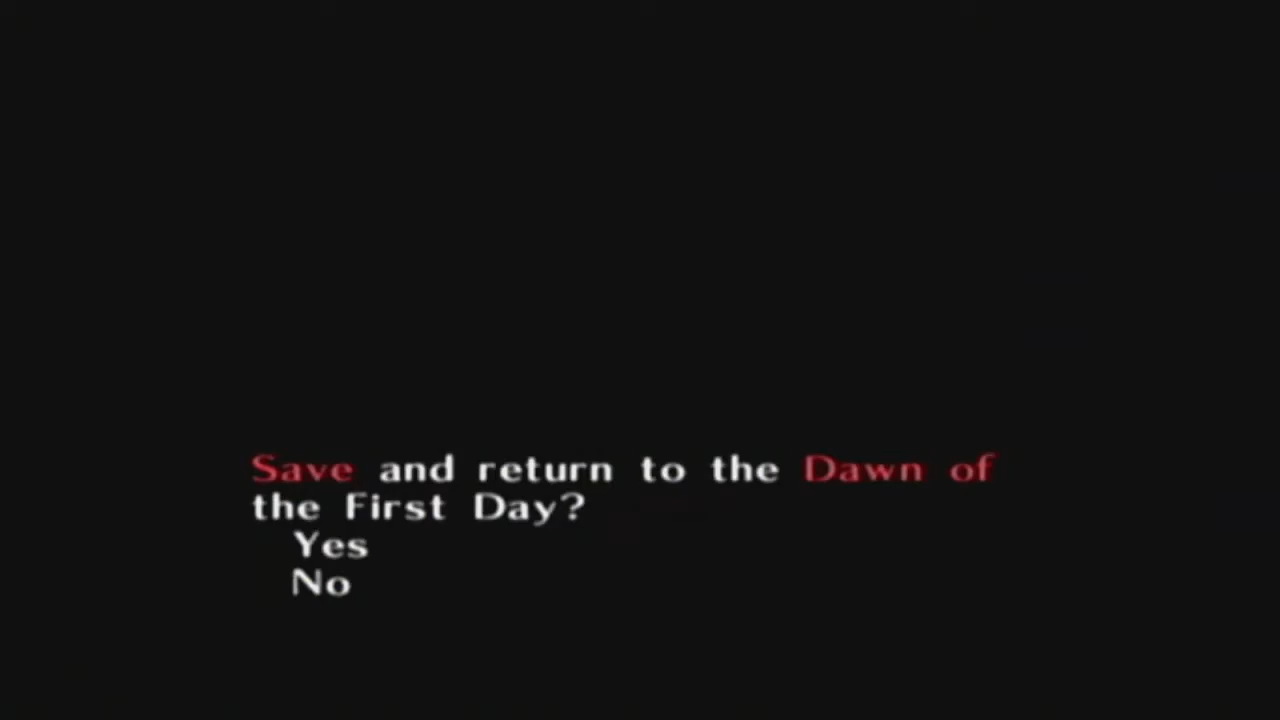 Save and return to the Dawn of
the First Day?
Yes
No